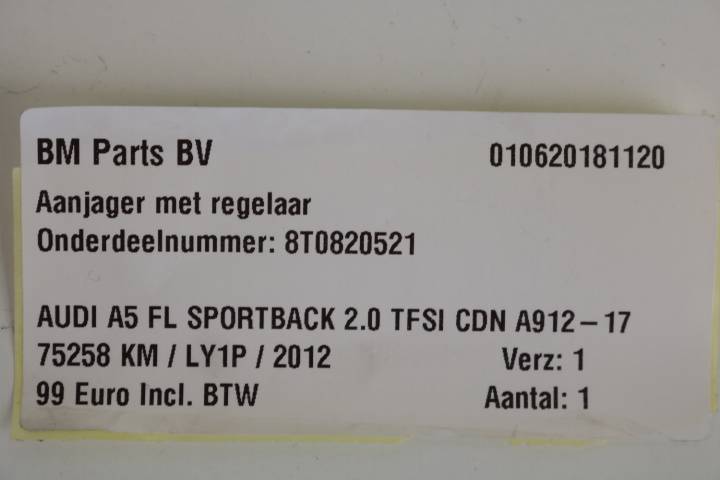 BM Parts BV 010620181120
Aanjager met regelaar
Onderdeelnummer: 8T0820521
AUDI A5 FL SPORTBACK 2.0 TFSI CDN A912-17
75258 KM / LY1P / 2012 Verz: 1
99 Euro Incl. BTW Aantal: 1